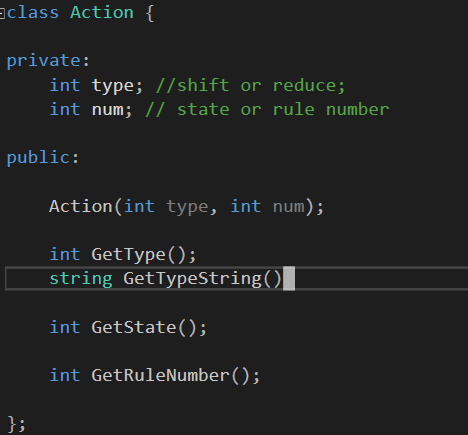 class Action {
private:
int type; //shift or reduce;
int num; // state or rule number
public:
Action(int type, int num);
int GetType();
string GetTypeString()
int GetState();
int GetRuleNumber();
};